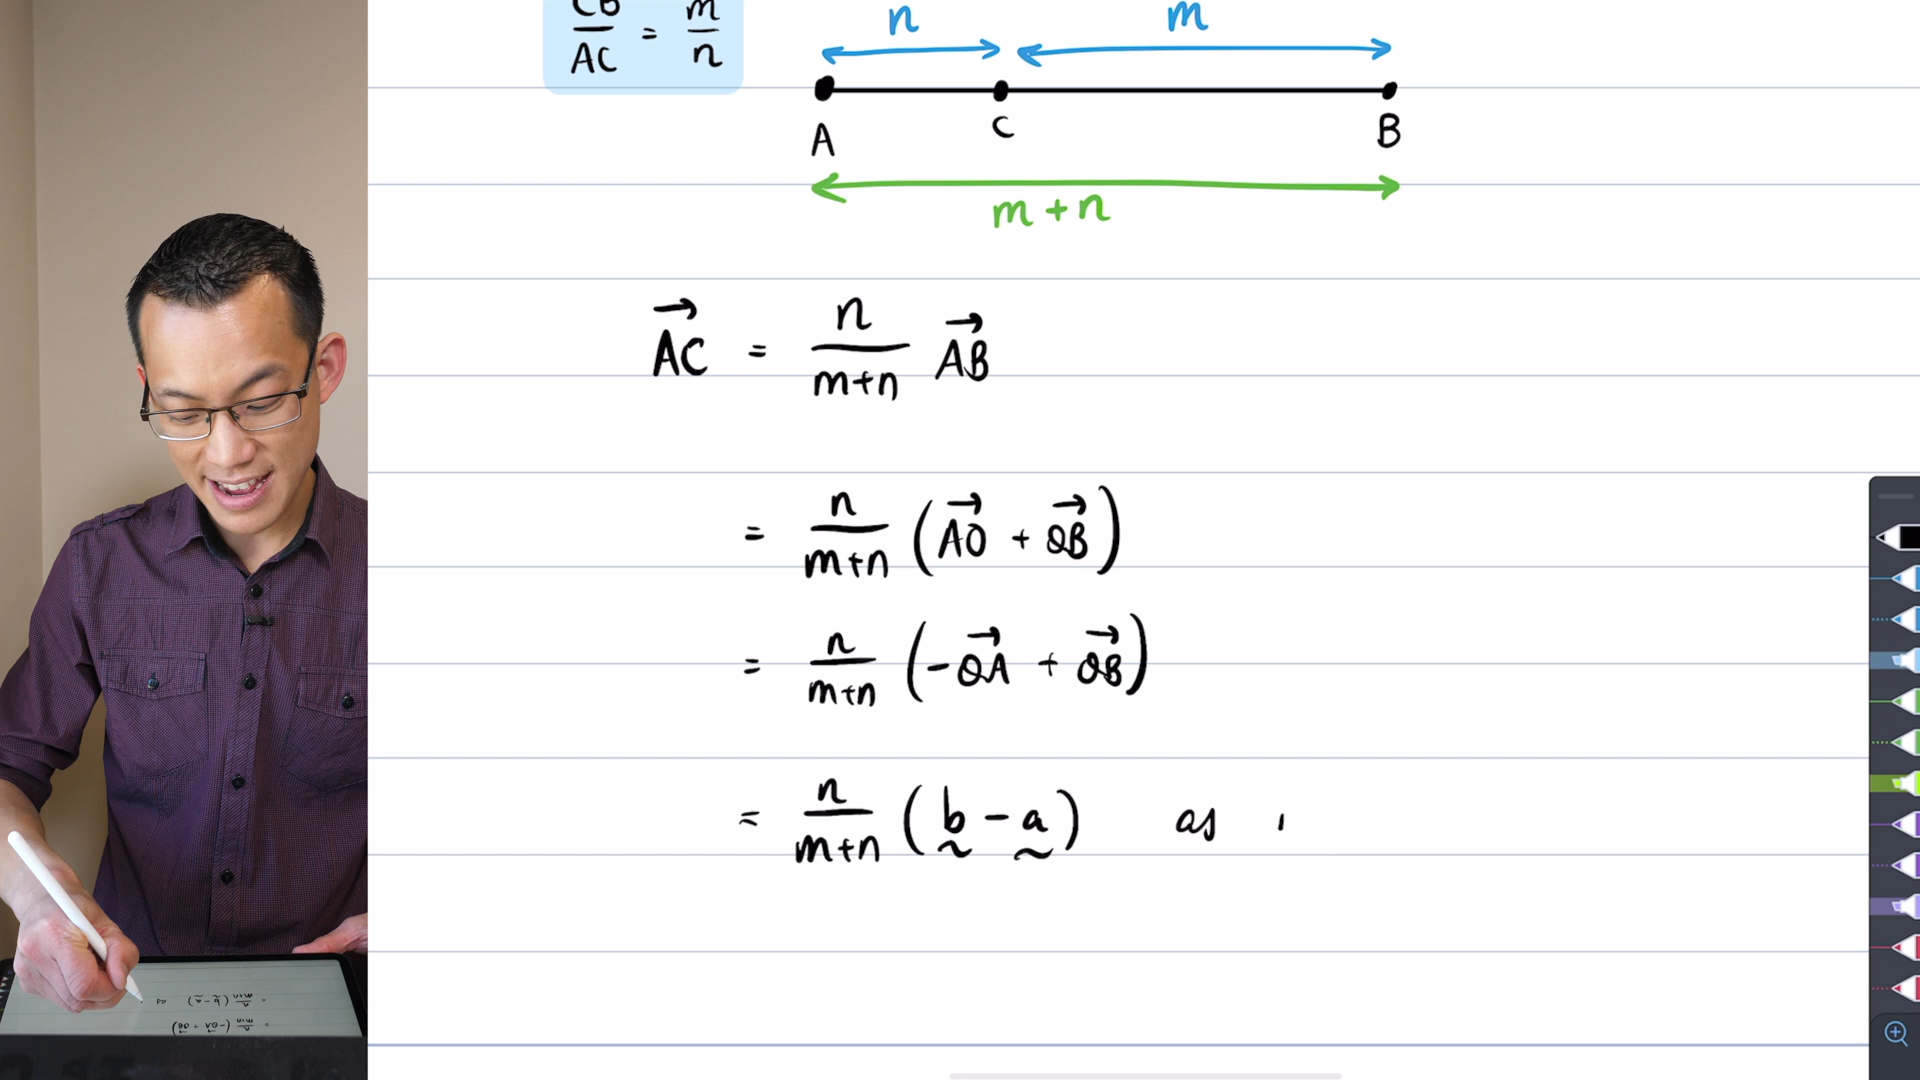 CB/AC = m/n
n m
A C B
m + n
→AC = n/(m+n) →AB
= n/(m+n) (→AO + →OB)
= n/(m+n) (-→OA + →OB)
= n/(m+n) (b̰ - a̰) as